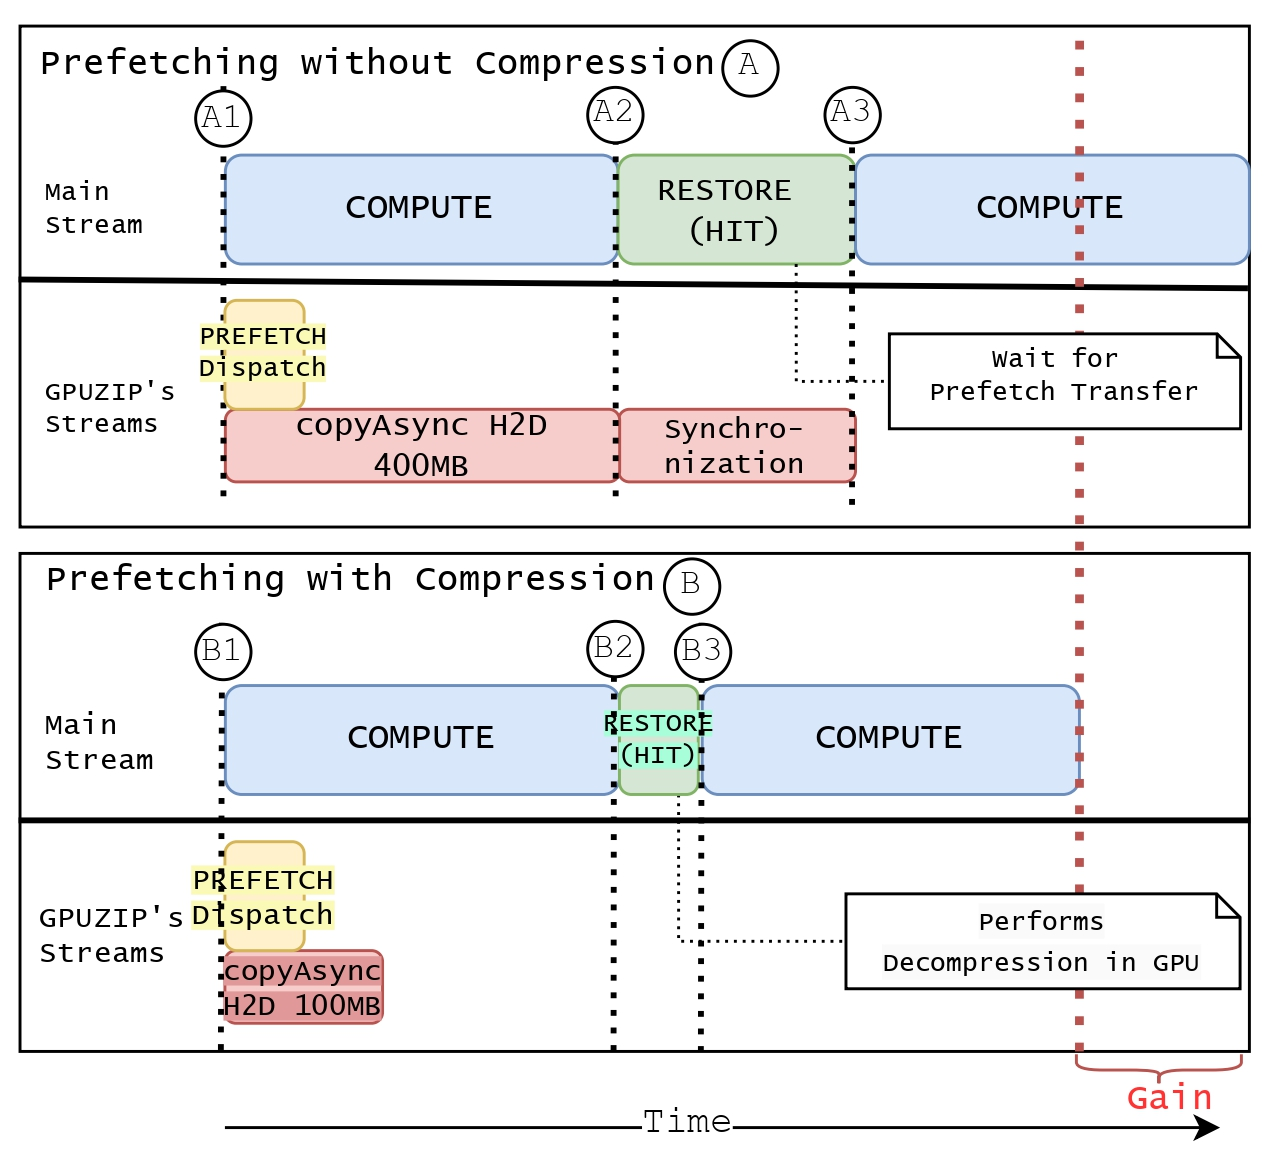 Prefetching without Compression A
A1
A2
A3
Main
Stream
COMPUTE
RESTORE
(HIT)
COMPUTE
GPUZIP's
Streams
PREFETCH
Dispatch
copyAsync H2D
400MB
Synchro-
nization
Wait for
Prefetch Transfer
Prefetching with Compression B
B1
B2
B3
Main
Stream
COMPUTE
RESTORE
(HIT)
COMPUTE
GPUZIP's
Streams
PREFETCH
Dispatch
copyAsync
H2D 100MB
Performs
Decompression in GPU
Gain
Time